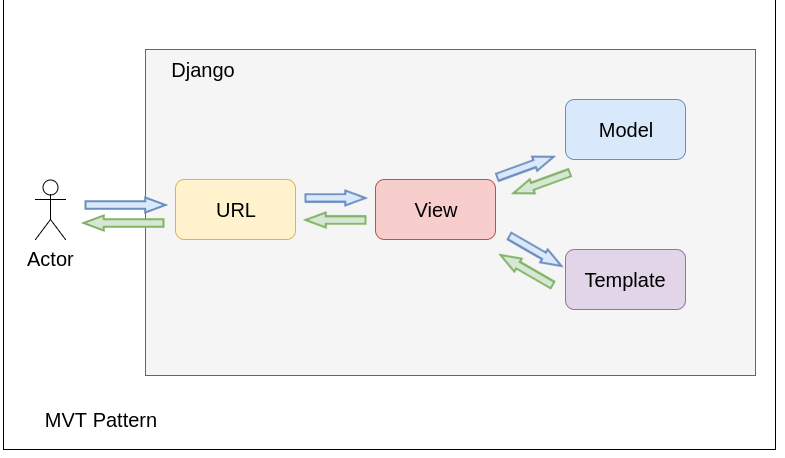 Django
Model
URL
View
Actor
Template
MVT Pattern